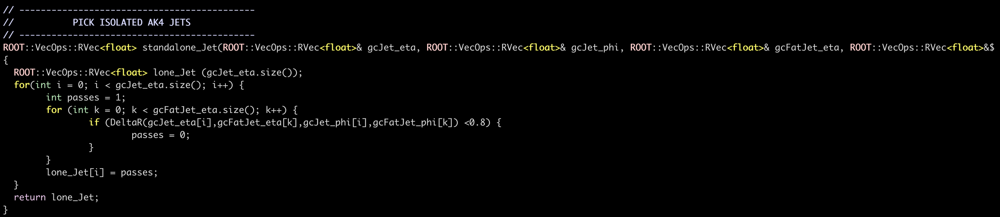 // --------------------------------------------
//           PICK ISOLATED AK4 JETS
// --------------------------------------------
ROOT::VecOps::RVec<float> standalone_Jet(ROOT::VecOps::RVec<float>& gcJet_eta, ROOT::VecOps::RVec<float>& gcJet_phi, ROOT::VecOps::RVec<float>& gcFatJet_eta, ROOT::VecOps::RVec<float>&$
{
  ROOT::VecOps::RVec<float> lone_Jet (gcJet_eta.size());
  for(int i = 0; i < gcJet_eta.size(); i++) {
        int passes = 1;
        for (int k = 0; k < gcFatJet_eta.size(); k++) {
                if (DeltaR(gcJet_eta[i],gcFatJet_eta[k],gcJet_phi[i],gcFatJet_phi[k]) <0.8) {
                        passes = 0;
                }
        }
        lone_Jet[i] = passes;
  }
  return lone_Jet;
}